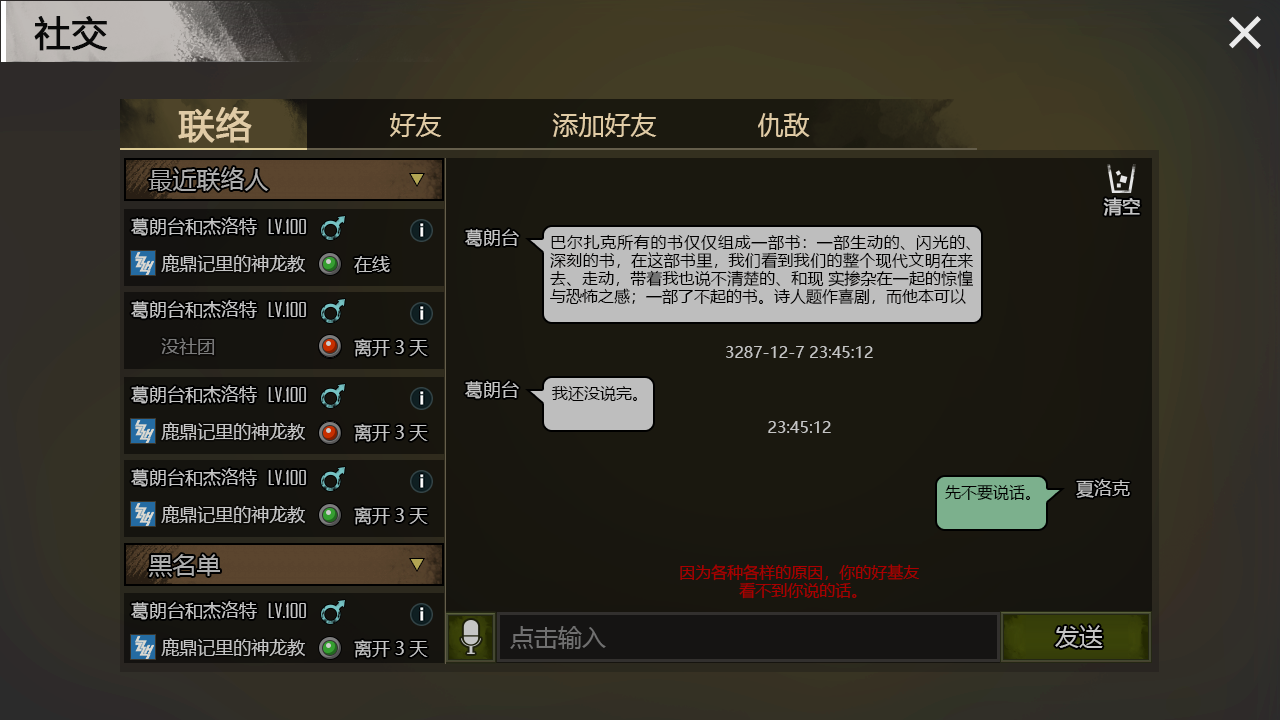 社交
联络
好友
添加好友
仇敌
最近联络人
葛朗台和杰洛特 LV.100
鹿鼎记里的神龙教 在线
葛朗台和杰洛特 LV.100
没社团 离开 3 天
葛朗台和杰洛特 LV.100
鹿鼎记里的神龙教 离开 3 天
葛朗台和杰洛特 LV.100
鹿鼎记里的神龙教 离开 3 天
黑名单
葛朗台和杰洛特 LV.100
鹿鼎记里的神龙教 离开 3 天
清空
葛朗台
巴尔扎克所有的书仅仅组成一部书：一部生动的、闪光的、
深刻的书，在这部书里，我们看到我们的整个现代文明在来
去、走动，带着我也说不清楚的、和现 实掺杂在一起的惊惶
与恐怖之感；一部了不起的书。诗人题作喜剧，而他本可以
3287-12-7 23:45:12
葛朗台
我还没说完。
23:45:12
先不要说话。
夏洛克
因为各种各样的原因，你的好基友
看不到你说的话。
点击输入
发送